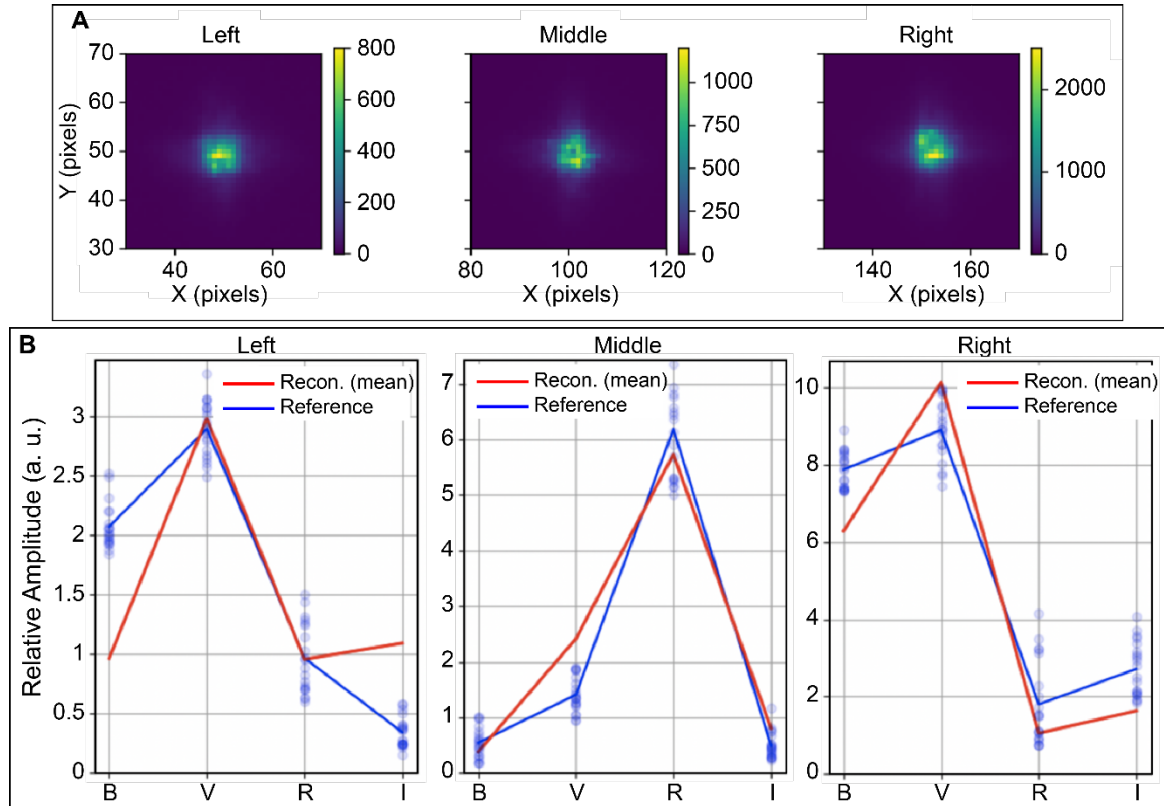 A
Left Middle Right
70 800 1000 2000
60 600 750
50 400 500 1000
40 200 250
30 0 0 0
40 60 80 100 120 140 160
X (pixels) X (pixels) X (pixels)
Y (pixels)
B
Left Middle Right
Recon. (mean) Recon. (mean) Recon. (mean)
Reference Reference Reference
Relative Amplitude (a. u.)
3 7 10
2.5 6 8
2 5 6
1.5 4 4
1 3 2
0.5 2 0
0 1
0
B V R I B V R I B V R I